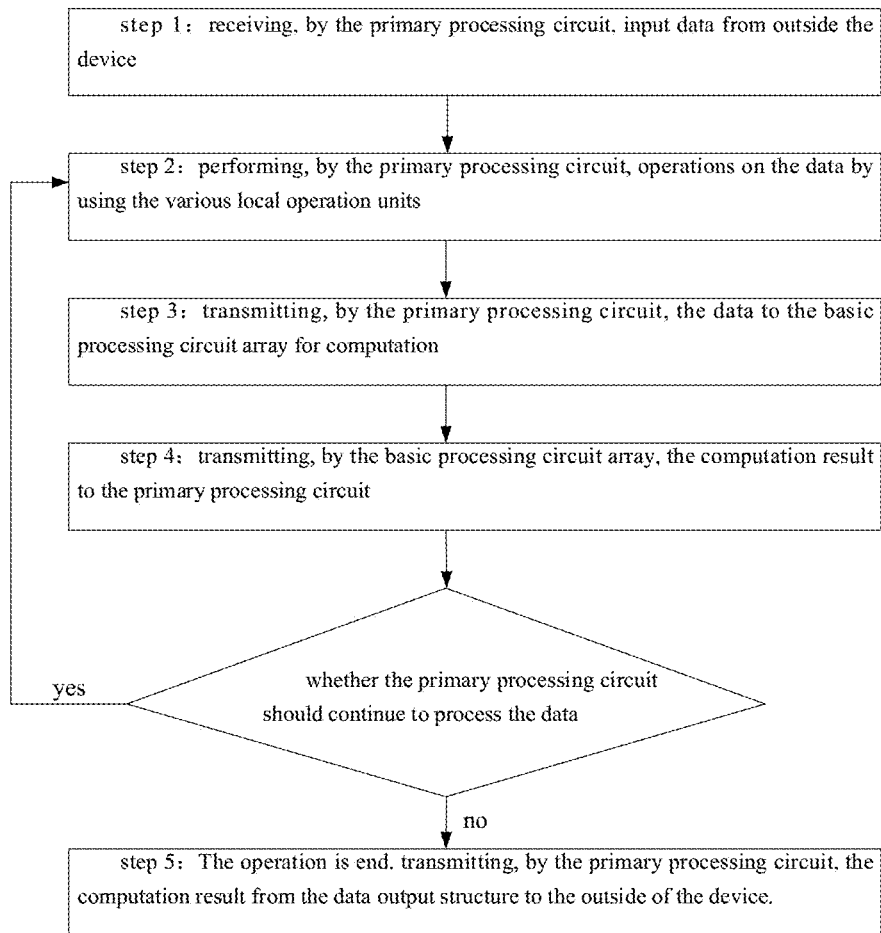 step 1：receiving, by the primary processing circuit, input data from outside the
device
step 2：performing, by the primary processing circuit, operations on the data by
using the various local operation units
step 3：transmitting, by the primary processing circuit, the data to the basic
processing circuit array for computation
step 4：transmitting, by the basic processing circuit array, the computation result
to the primary processing circuit
whether the primary processing circuit
should continue to process the data
yes
no
step 5：The operation is end. transmitting, by the primary processing circuit, the
computation result from the data output structure to the outside of the device.